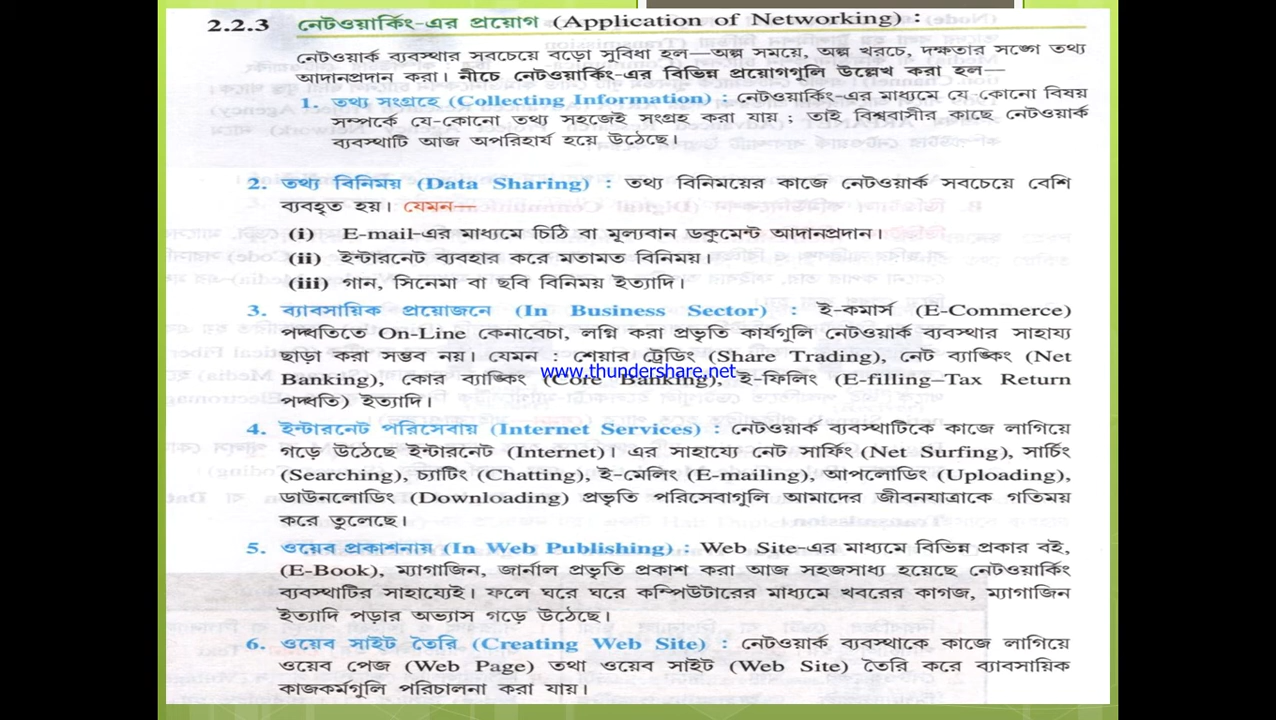 2.2.3 নেটওয়ার্কিং-এর প্রয়োগ (Application of Networking) :
নেটওয়ার্ক ব্যবস্থার সবচেয়ে বড়ো সুবিধা হল—অল্প সময়ে, অল্প খরচে, দক্ষতার সঙ্গে তথ্য
আদানপ্রদান করা। নীচে নেটওয়ার্কিং-এর বিভিন্ন প্রয়োগগুলি উল্লেখ করা হল—
1. তথ্য সংগ্রহে (Collecting Information) : নেটওয়ার্কিং-এর মাধ্যমে যে কোনো বিষয়
সম্পর্কে যে-কোনো তথ্য সহজেই সংগ্রহ করা যায় ; তাই বিশ্ববাসীর কাছে নেটওয়ার্ক
ব্যবস্থাটি আজ অপরিহার্য হয়ে উঠেছে।
2. তথ্য বিনিময় (Data Sharing) : তথ্য বিনিময়ের কাজে নেটওয়ার্ক সবচেয়ে বেশি
ব্যবহৃত হয়। যেমন—
(i) E-mail-এর মাধ্যমে চিঠি বা মূল্যবান ডকুমেন্ট আদানপ্রদান।
(ii) ইন্টারনেট ব্যবহার করে মতামত বিনিময়।
(iii) গান, সিনেমা বা ছবি বিনিময় ইত্যাদি।
3. ব্যাবসায়িক প্রয়োজনে (In Business Sector) : ই-কমার্স (E-Commerce)
পদ্ধতিতে On-Line কেনাবেচা, লগ্নি করা প্রভৃতি কার্যগুলি নেটওয়ার্ক ব্যবস্থার সাহায্য
ছাড়া করা সম্ভব নয়। যেমন : শেয়ার ট্রেডিং (Share Trading), নেট ব্যাঙ্কিং (Net
www.thundershare.net
Banking), কোর ব্যাঙ্কিং (Core Banking), ই-ফিলিং (E-filling–Tax Return
পদ্ধতি) ইত্যাদি।
4. ইন্টারনেট পরিসেবায় (Internet Services) : নেটওয়ার্ক ব্যবস্থাটিকে কাজে লাগিয়ে
গড়ে উঠেছে ইন্টারনেট (Internet)। এর সাহায্যে নেট সার্ফিং (Net Surfing), সার্চিং
(Searching), চ্যাটিং (Chatting), ই-মেলিং (E-mailing), আপলোডিং (Uploading),
ডাউনলোডিং (Downloading) প্রভৃতি পরিসেবাগুলি আমাদের জীবনযাত্রাকে গতিময়
করে তুলেছে।
5. ওয়েব প্রকাশনায় (In Web Publishing) : Web Site-এর মাধ্যমে বিভিন্ন প্রকার বই,
(E-Book), ম্যাগাজিন, জার্নাল প্রভৃতি প্রকাশ করা আজ সহজসাধ্য হয়েছে নেটওয়ার্কিং
ব্যবস্থাটির সাহায্যেই। ফলে ঘরে ঘরে কম্পিউটারের মাধ্যমে খবরের কাগজ, ম্যাগাজিন
ইত্যাদি পড়ার অভ্যাস গড়ে উঠেছে।
6. ওয়েব সাইট তৈরি (Creating Web Site) : নেটওয়ার্ক ব্যবস্থাকে কাজে লাগিয়ে
ওয়েব পেজ (Web Page) তথা ওয়েব সাইট (Web Site) তৈরি করে ব্যাবসায়িক
কাজকর্মগুলি পরিচালনা করা যায়।